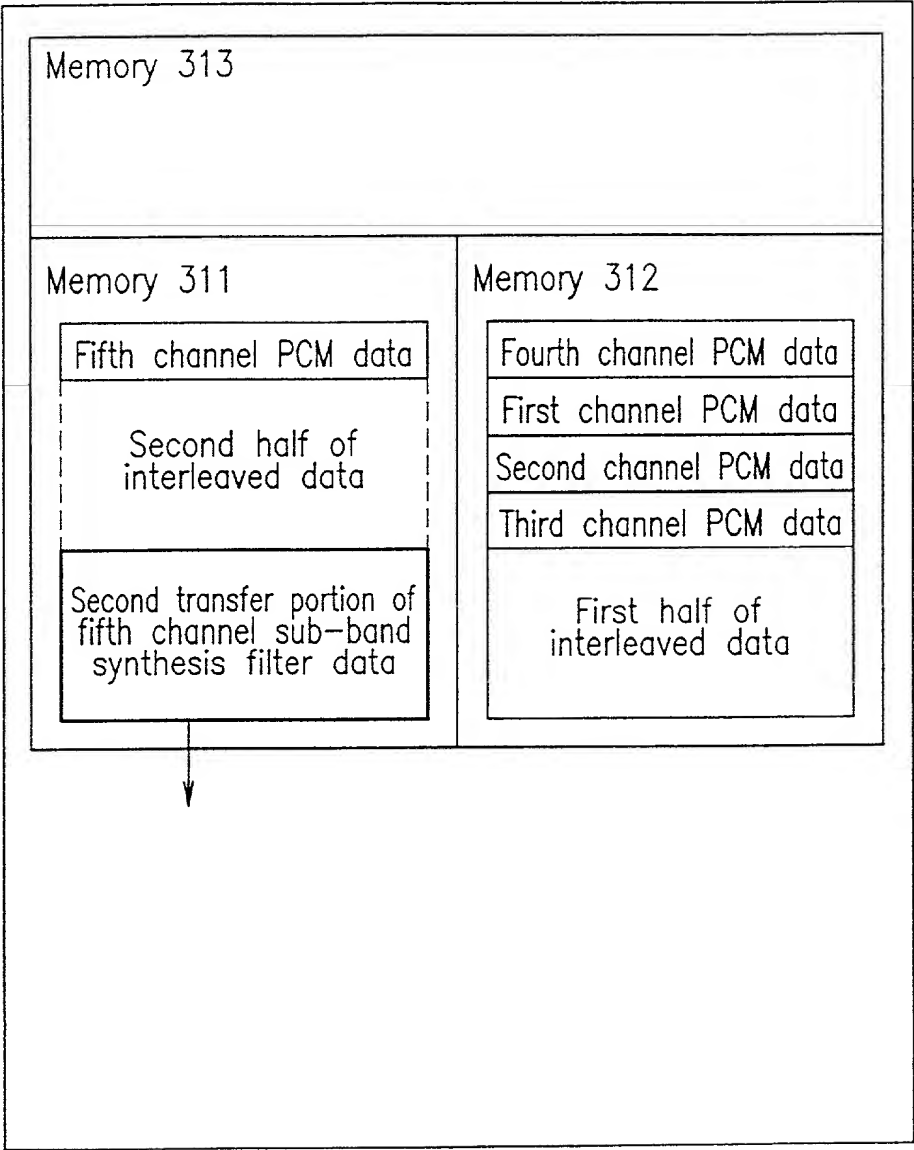 Memory 313
Memory 311
Fifth channel PCM data
Second half of
interleaved data
Second transfer portion of
fifth channel sub-band
synthesis filter data
Memory 312
Fourth channel PCM data
First channel PCM data
Second channel PCM data
Third channel PCM data
First half of
interleaved data